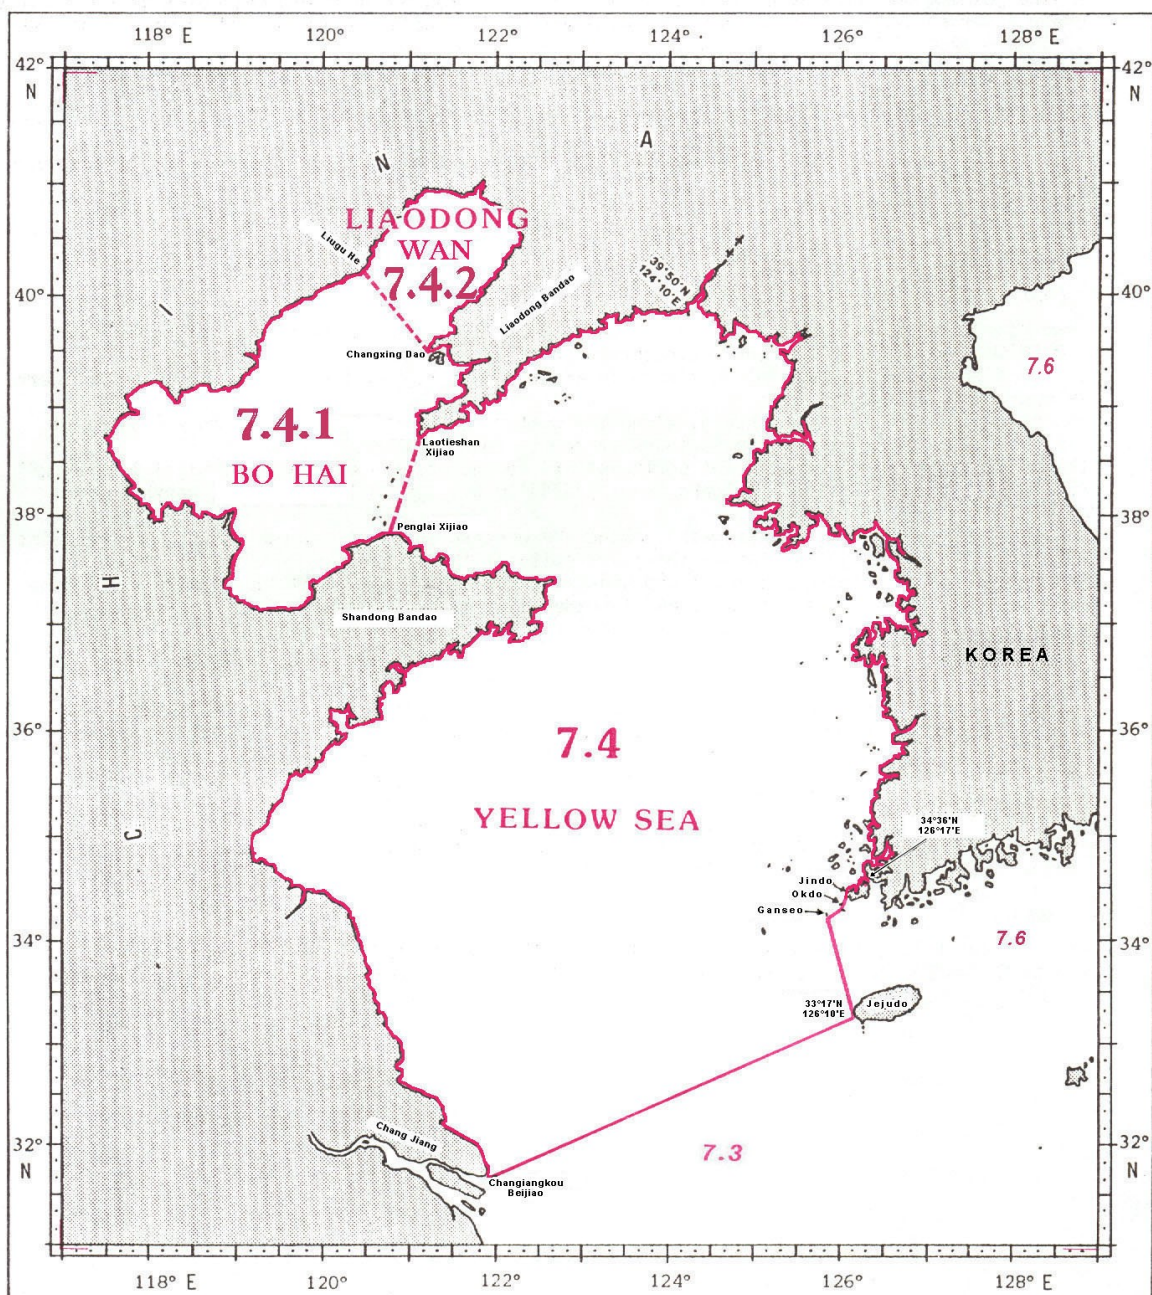 118° E 120° 122° 124° 126° 128° E
42° 42°
N N
A
N
LIAODONG
WAN
7.4.2
Liugu He
39°50'N
124°10'E
Liaodong Bandao
40° 40°
I
Changxing Dao
7.6
7.4.1
BO HAI
Laotieshan
Xijiao
38° 38°
Penglai Xijiao
H
Shandong Bandao
KOREA
36° 36°
7.4
YELLOW SEA
C
34°36'N
126°17'E
Jindo
Okdo
Ganseo
34° 34°
7.6
33°17'N
126°10'E
Jejudo
Chang Jiang
32° 32°
N N
7.3
Changjiangkou
Beijiao
118° E 120° 122° 124° 126° 128° E